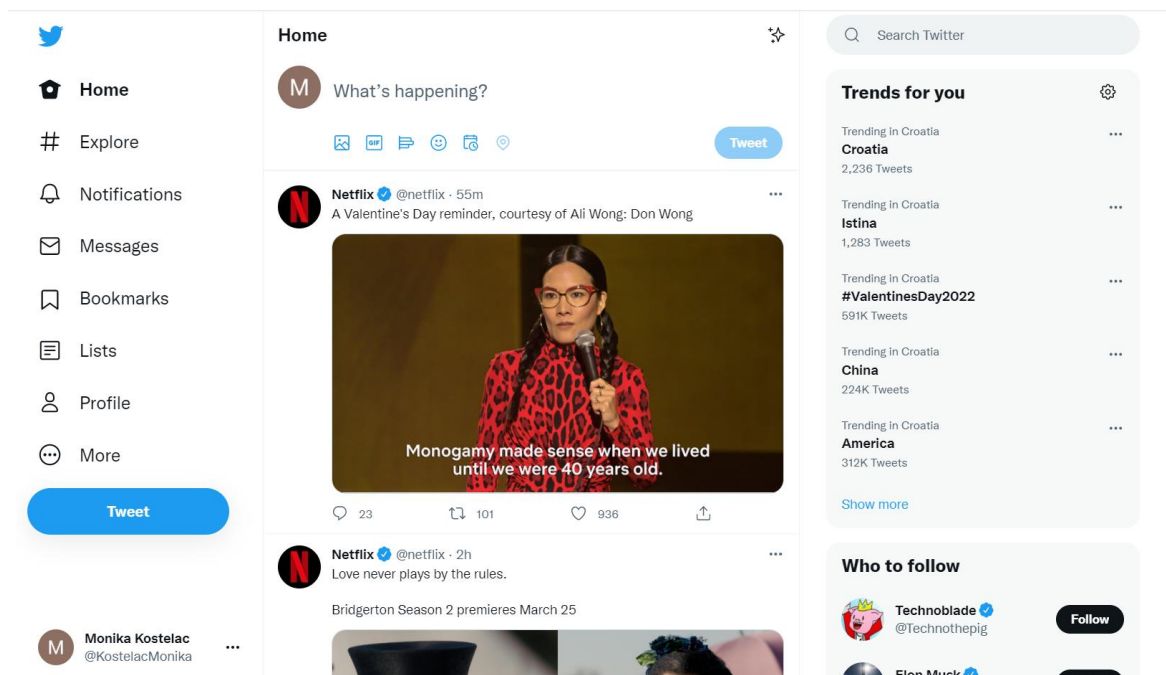 Home
Explore
Notifications
Messages
Bookmarks
Lists
Profile
More
Tweet
M
Monika Kostelac
@KostelacMonika
Home
M
What's happening?
GIF
Tweet
Netflix @netflix · 55m
A Valentine's Day reminder, courtesy of Ali Wong: Don Wong
Monogamy made sense when we lived
until we were 40 years old.
23 101 936
Netflix @netflix · 2h
Love never plays by the rules.
Bridgerton Season 2 premieres March 25
Search Twitter
Trends for you
Trending in Croatia
Croatia
2,236 Tweets
Trending in Croatia
Istina
1,283 Tweets
Trending in Croatia
#ValentinesDay2022
591K Tweets
Trending in Croatia
China
224K Tweets
Trending in Croatia
America
312K Tweets
Show more
Who to follow
Technoblade
@Technothepig
Follow
Elon Musk